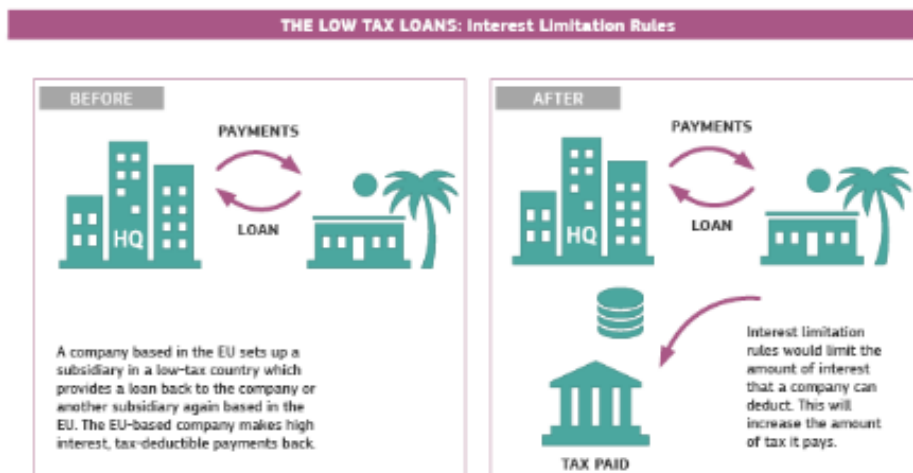 THE LOW TAX LOANS: Interest Limitation Rules
BEFORE
PAYMENTS
HQ
LOAN
A company based in the EU sets up a
subsidiary in a low-tax country which
provides a loan back to the company or
another subsidiary again based in the
EU. The EU-based company makes high
interest, tax-deductible payments back.
AFTER
PAYMENTS
HQ
LOAN
Interest limitation
rules would limit the
amount of interest
that a company can
deduct. This will
increase the amount
of tax it pays.
TAX PAID